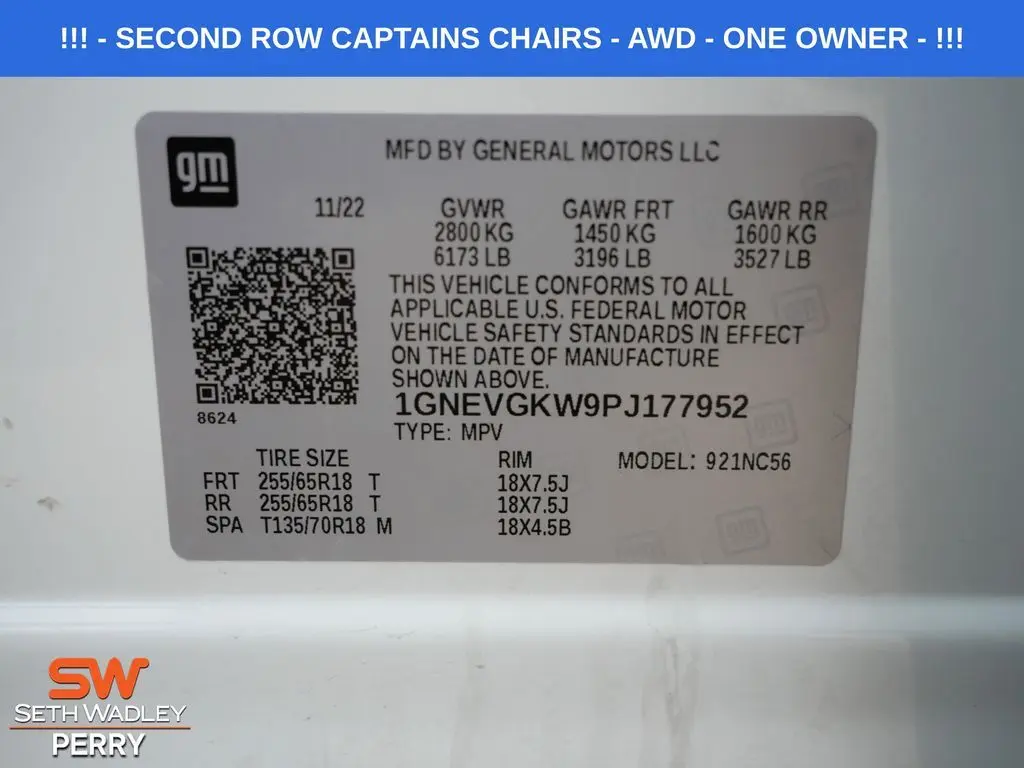 !!! - SECOND ROW CAPTAINS CHAIRS - AWD - ONE OWNER - !!!
gm
MFD BY GENERAL MOTORS LLC
11/22 GVWR GAWR FRT GAWR RR
2800 KG 1450 KG 1600 KG
6173 LB 3196 LB 3527 LB
THIS VEHICLE CONFORMS TO ALL
APPLICABLE U.S. FEDERAL MOTOR
VEHICLE SAFETY STANDARDS IN EFFECT
ON THE DATE OF MANUFACTURE
SHOWN ABOVE.
1GNEVGKW9PJ177952
8624
TYPE: MPV
TIRE SIZE RIM MODEL: 921NC56
FRT 255/65R18 T 18X7.5J
RR 255/65R18 T 18X7.5J
SPA T135/70R18 M 18X4.5B
gm
gm
gm
gm
SW
SETH WADLEY
PERRY